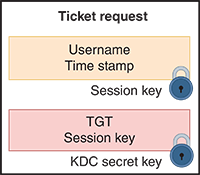 Ticket request
Username
Time stamp
Session key
TGT
Session key
KDC secret key